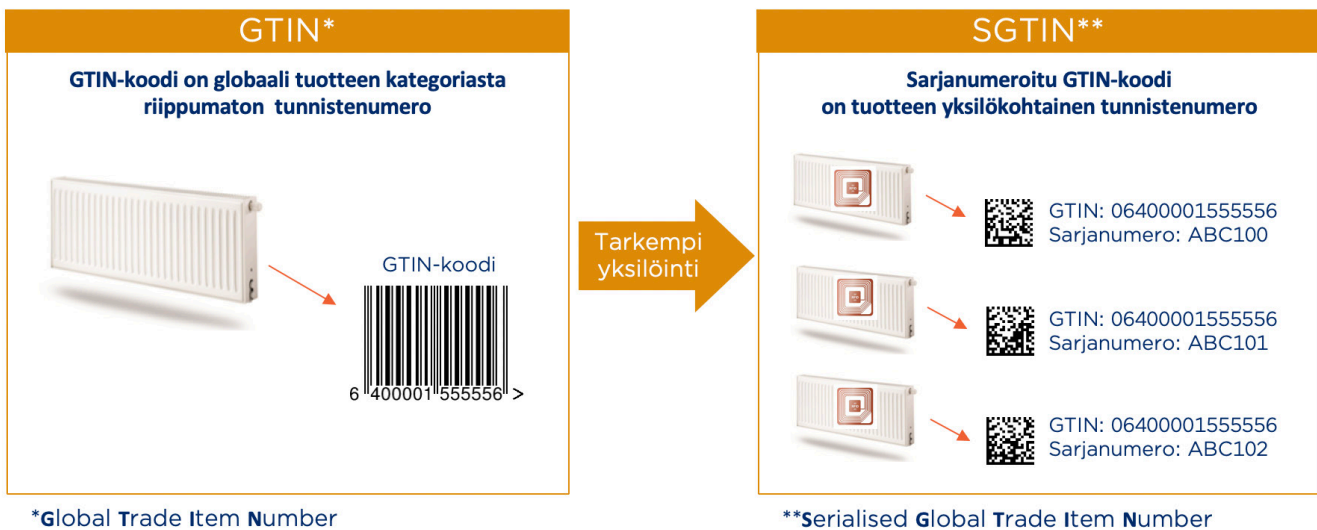 GTIN*
GTIN-koodi on globaali tuotteen kategoriasta
riippumaton tunnistenumero
GTIN-koodi
6 400001 555556 >
*Global Trade Item Number
Tarkempi
yksilöinti
SGTIN**
Sarjanumeroitu GTIN-koodi
on tuotteen yksilökohtainen tunnistenumero
GTIN: 06400001555556
Sarjanumero: ABC100
GTIN: 06400001555556
Sarjanumero: ABC101
GTIN: 06400001555556
Sarjanumero: ABC102
**Serialised Global Trade Item Number